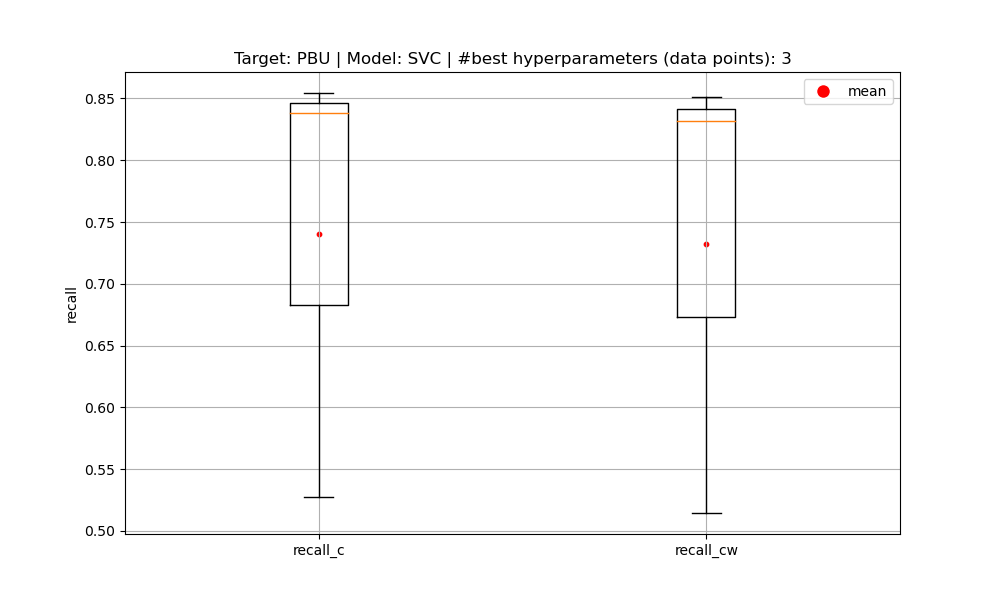 Target: PBU | Model: SVC | #best hyperparameters (data points): 3
mean
0.85
0.80
0.75
0.70
0.65
0.60
0.55
0.50
recall
recall_c
recall_cw